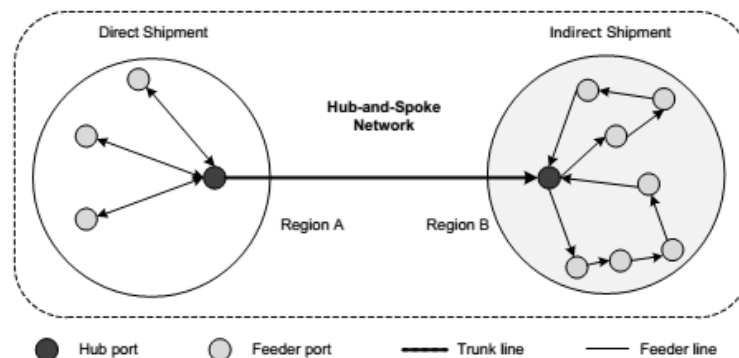 Direct Shipment
Indirect Shipment
Hub-and-Spoke
Network
Region A
Region B
Hub port
Feeder port
Trunk line
Feeder line